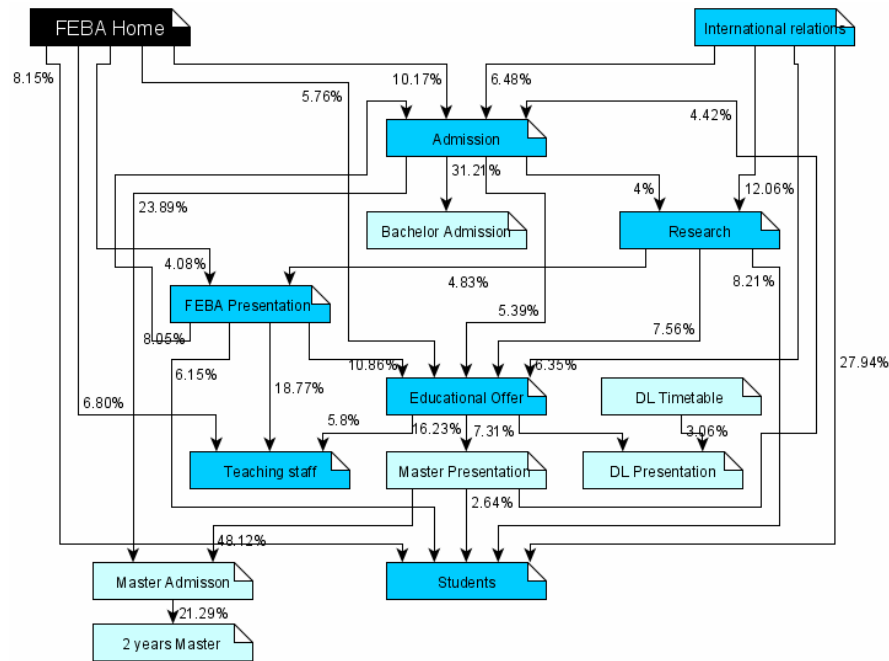 FEBA Home
International relations
8.15%
10.17%
6.48%
5.76%
4.42%
Admission
31.21%
23.89%
4%
12.06%
Bachelor Admission
Research
4.08%
4.83%
8.21%
FEBA Presentation
5.39%
8.05%
7.56%
6.15%
10.86%
6.35%
27.94%
18.77%
6.80%
Educational Offer
DL Timetable
5.8%
16.23%
7.31%
3.06%
Teaching staff
Master Presentation
DL Presentation
2.64%
48.12%
Master Admisson
Students
21.29%
2 years Master